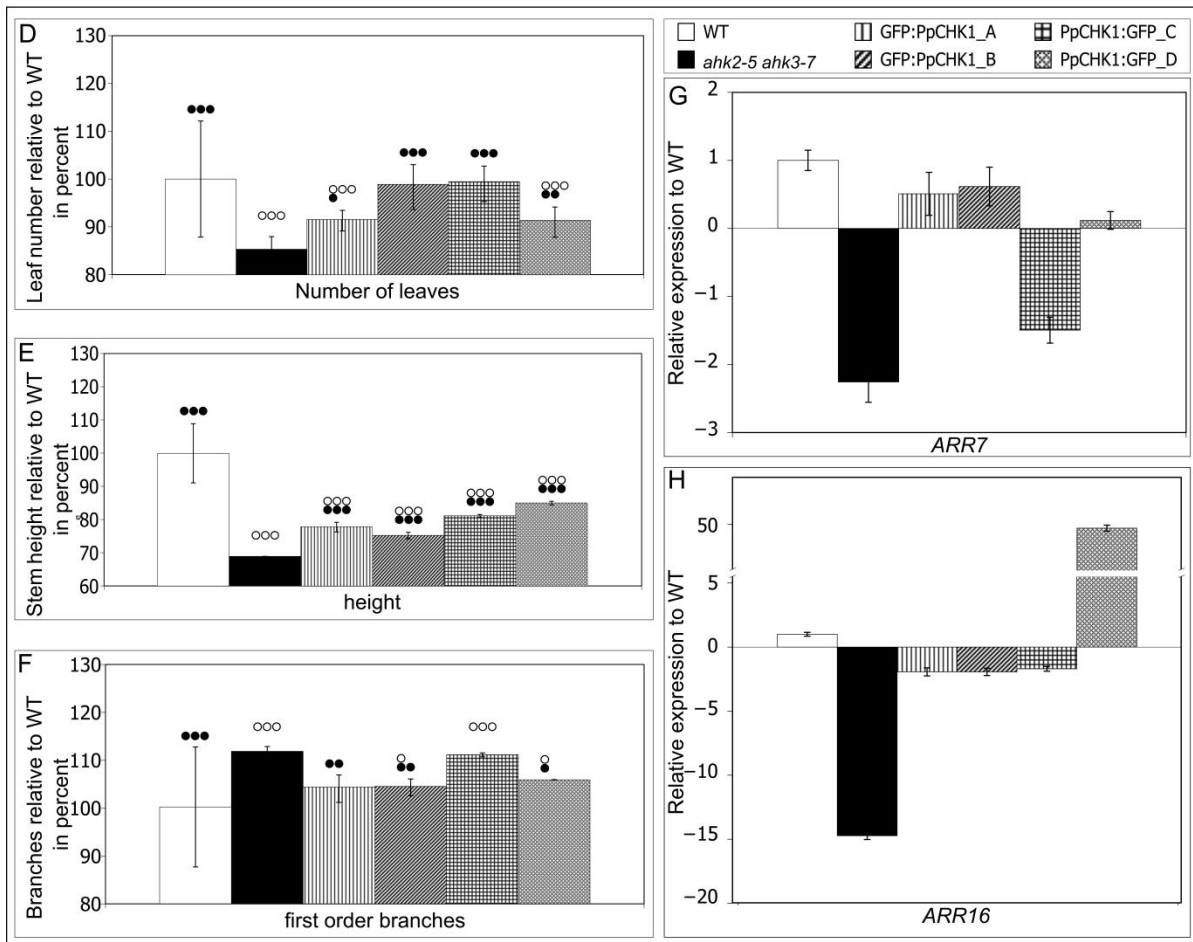 D
Leaf number relative to WT
in percent
130
120
110
100
90
80
Number of leaves
E
Stem height relative to WT
in percent
130
120
110
100
90
80
70
60
height
F
Branches relative to WT
in percent
130
120
110
100
90
80
first order branches
WT
GFP:PpCHK1_A
PpCHK1:GFP_C
ahk2-5 ahk3-7
GFP:PpCHK1_B
PpCHK1:GFP_D
G
Relative expression to WT
2
1
0
−1
−2
−3
ARR7
H
Relative expression to WT
50
5
0
−5
−10
−15
−20
ARR16